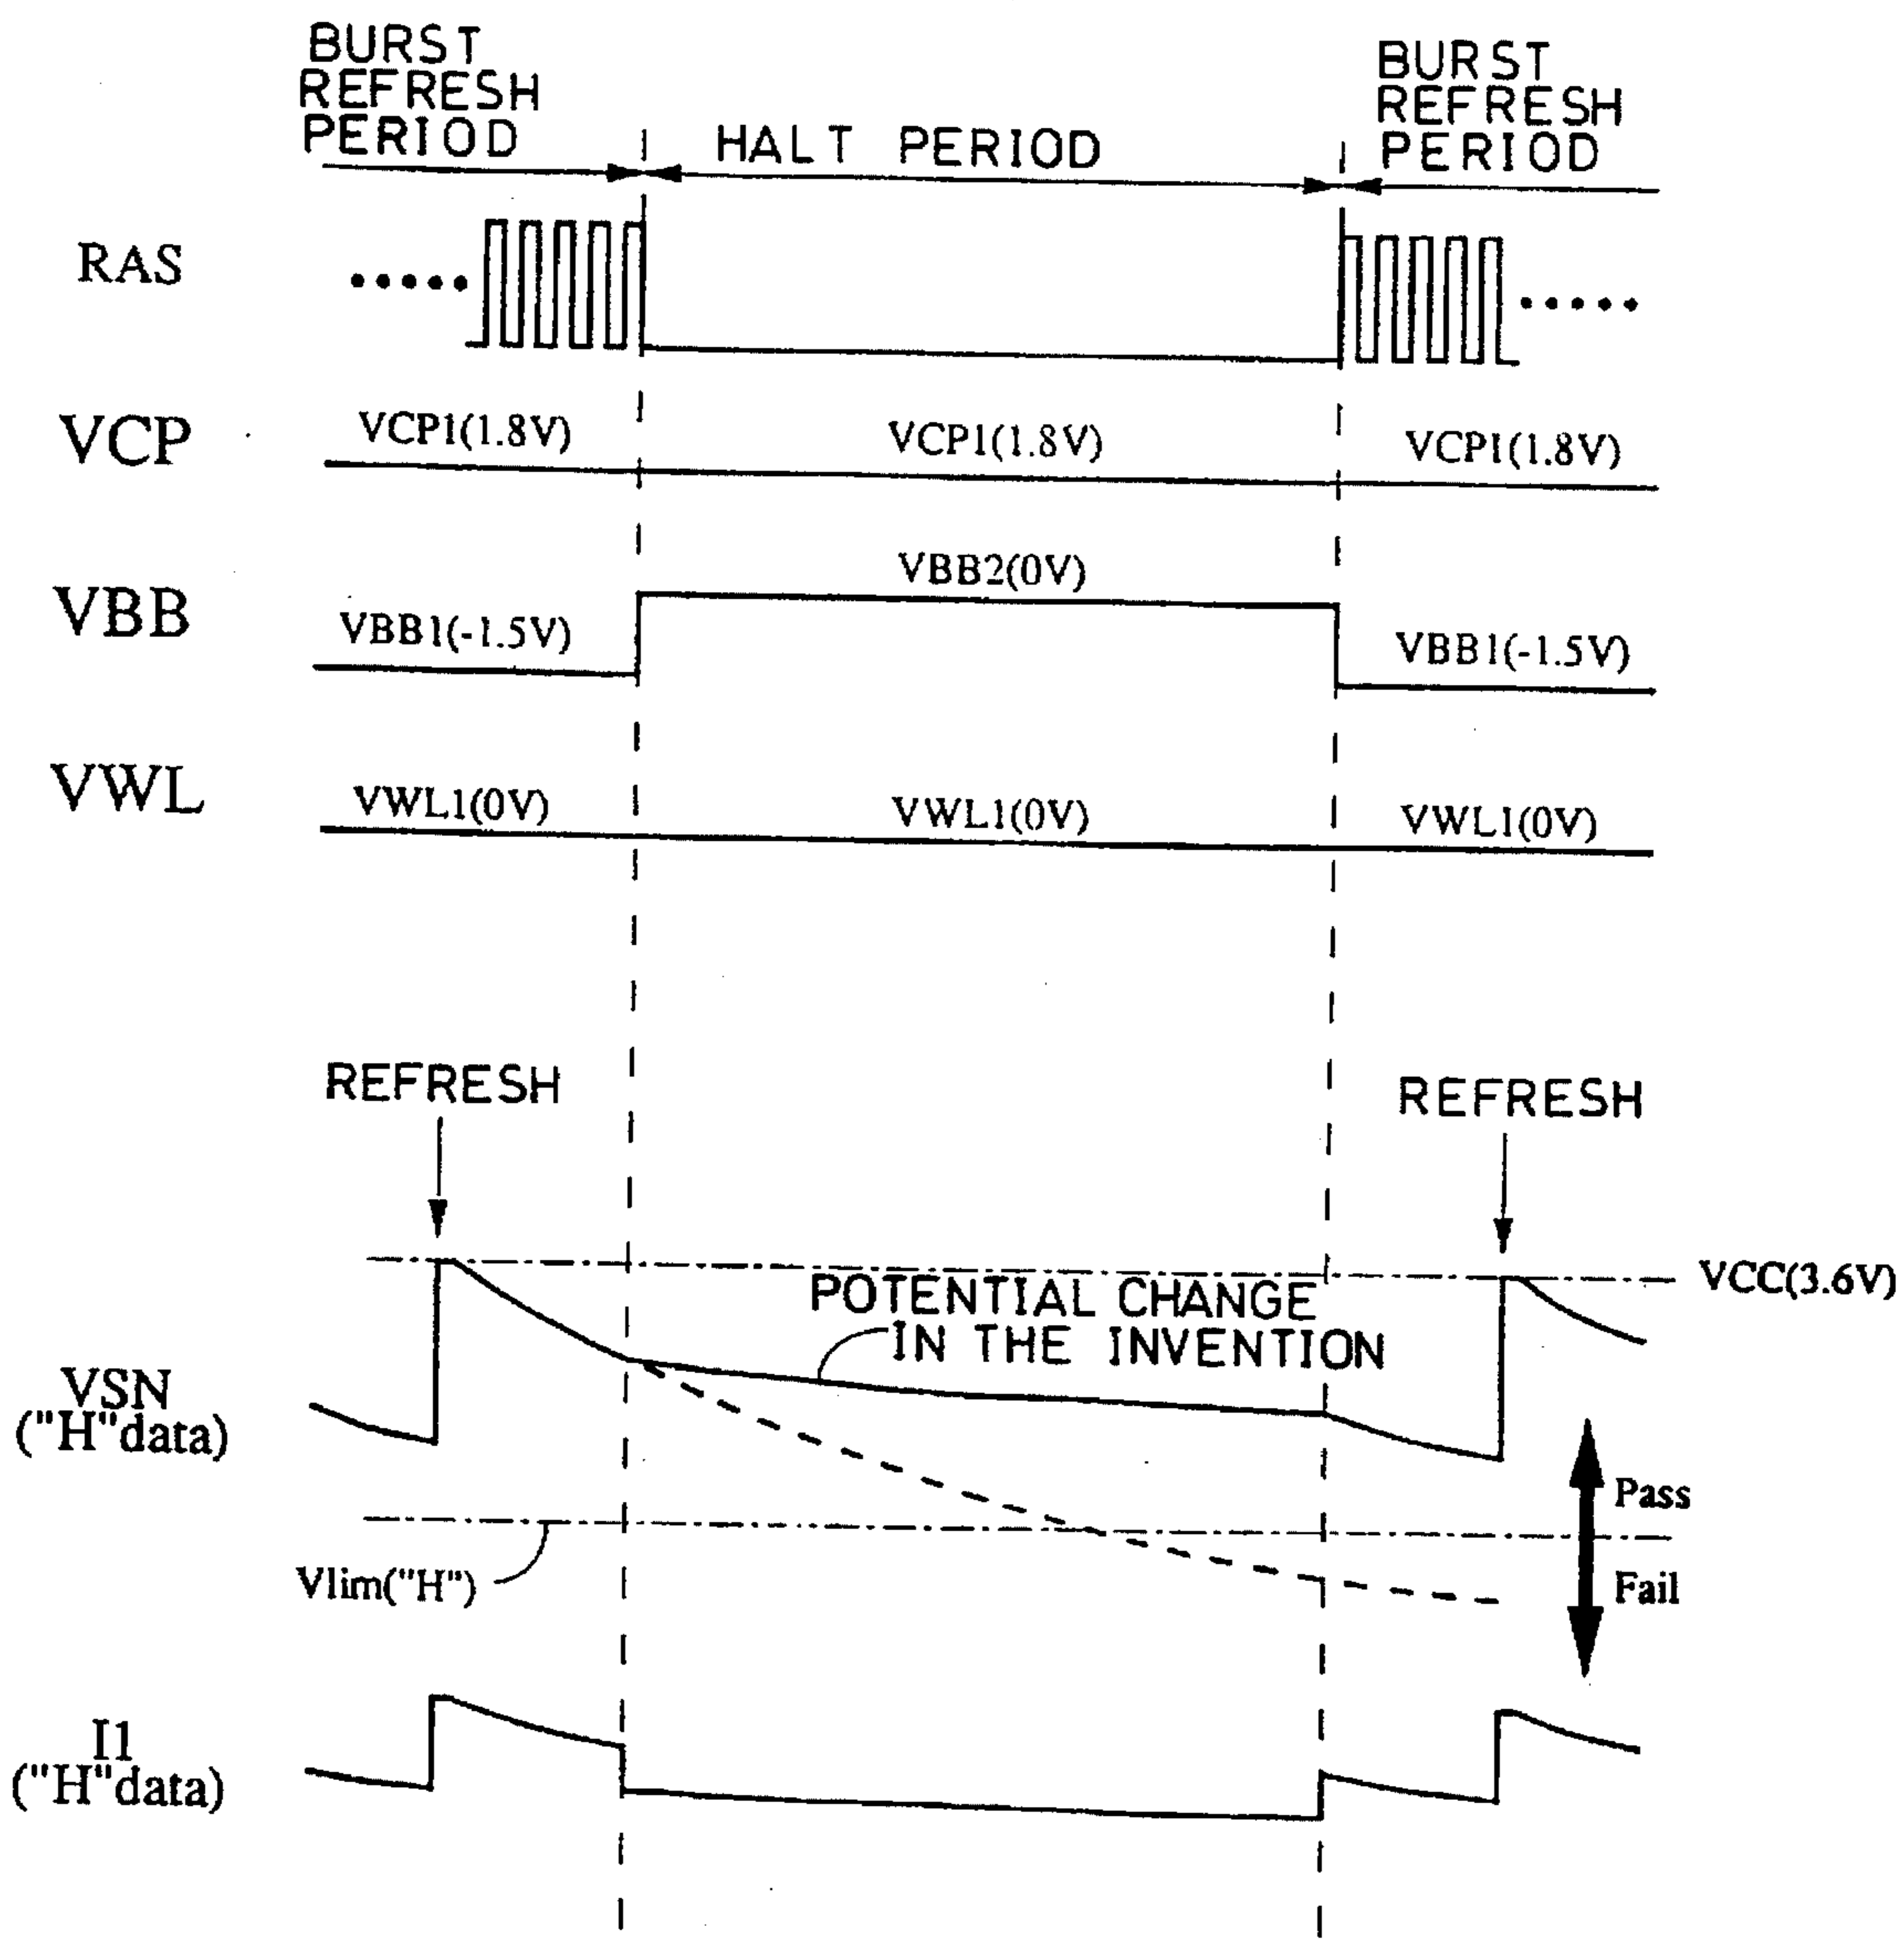 BURST
REFRESH
PERIOD
HALT PERIOD
BURST
REFRESH
PERIOD
RAS
VCP
VCP1(1.8V)
VCP1(1.8V)
VCP1(1.8V)
VBB
VBB1(-1.5V)
VBB2(0V)
VBB1(-1.5V)
VWL
VWL1(0V)
VWL1(0V)
VWL1(0V)
REFRESH
REFRESH
VCC(3.6V)
POTENTIAL CHANGE
IN THE INVENTION
VSN
("H"data)
Pass
Vlim("H")
Fail
I1
("H"data)